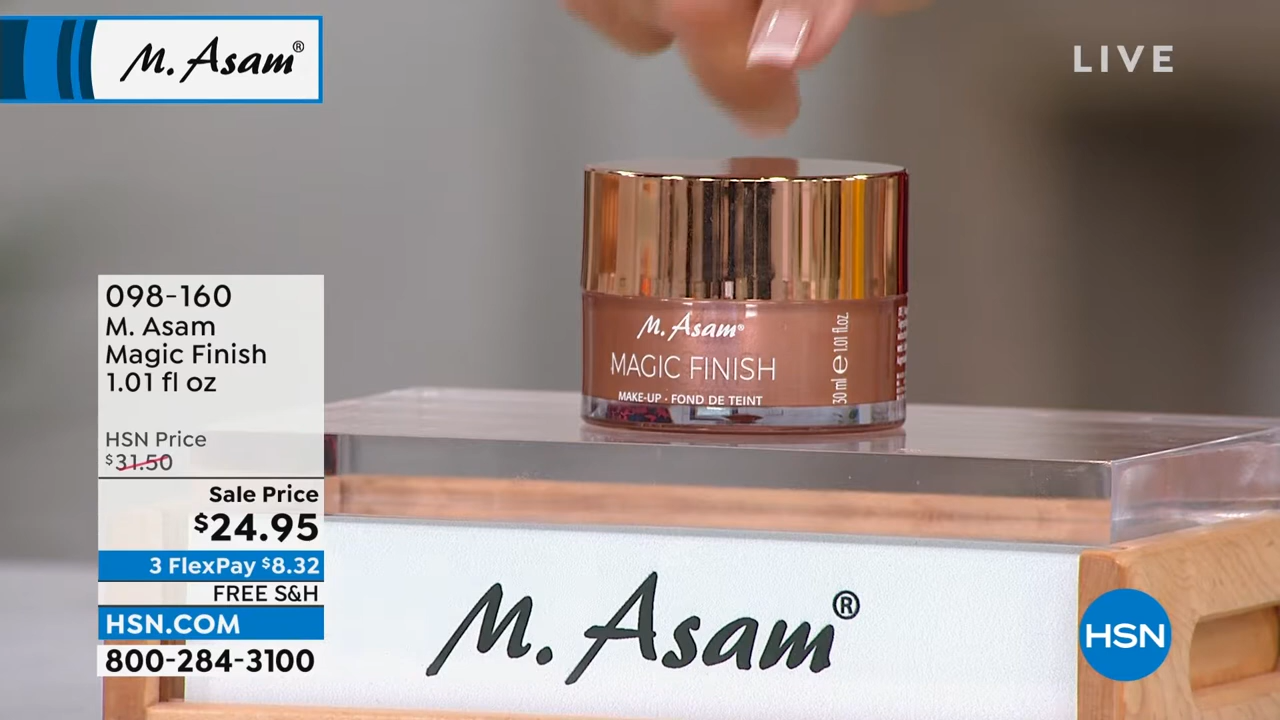 M. Asam®
LIVE
098-160
M. Asam
Magic Finish
1.01 fl oz
HSN Price
$31.50
Sale Price
$24.95
3 FlexPay $8.32
FREE S&H
HSN.COM
800-284-3100
M. Asam®
MAGIC FINISH
MAKE-UP · FOND DE TEINT
30 ml e 1.01 fl.oz
M. Asam®
HSN